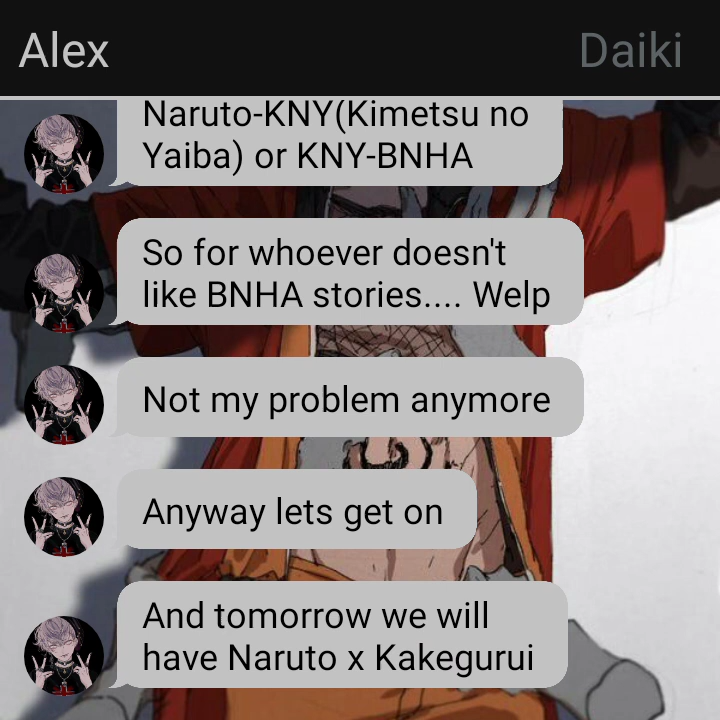 Alex
Daiki
Naruto-KNY(Kimetsu no
Yaiba) or KNY-BNHA
So for whoever doesn't
like BNHA stories.... Welp
Not my problem anymore
Anyway lets get on
And tomorrow we will
have Naruto x Kakegurui